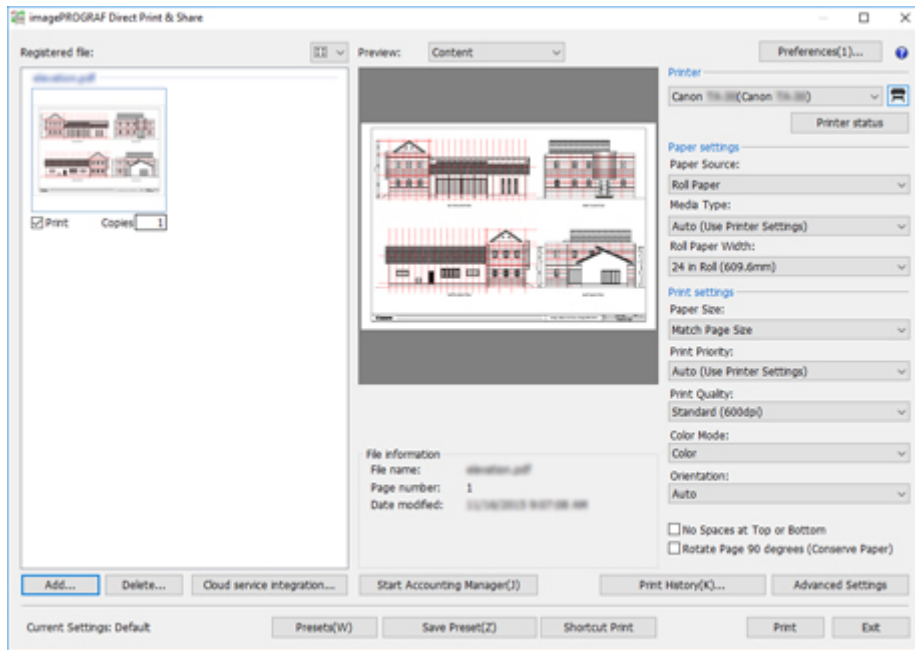 imagePROGRAF Direct Print & Share
Registered file:
Preview:
Content
Preferences(1)...
elevation.pdf
Print
Copies
1
File information
File name:
elevation.pdf
Page number:
1
Date modified:
Printer
Canon (Canon )
Printer status
Paper settings
Paper Source:
Roll Paper
Media Type:
Auto (Use Printer Settings)
Roll Paper Width:
24 in Roll (609.6mm)
Print settings
Paper Size:
Match Page Size
Print Priority:
Auto (Use Printer Settings)
Print Quality:
Standard (600dpi)
Color Mode:
Color
Orientation:
Auto
No Spaces at Top or Bottom
Rotate Page 90 degrees (Conserve Paper)
Add...
Delete...
Cloud service integration...
Start Accounting Manager(J)
Print History(K)...
Advanced Settings
Current Settings: Default
Presets(W)
Save Preset(Z)
Shortcut Print
Print
Exit